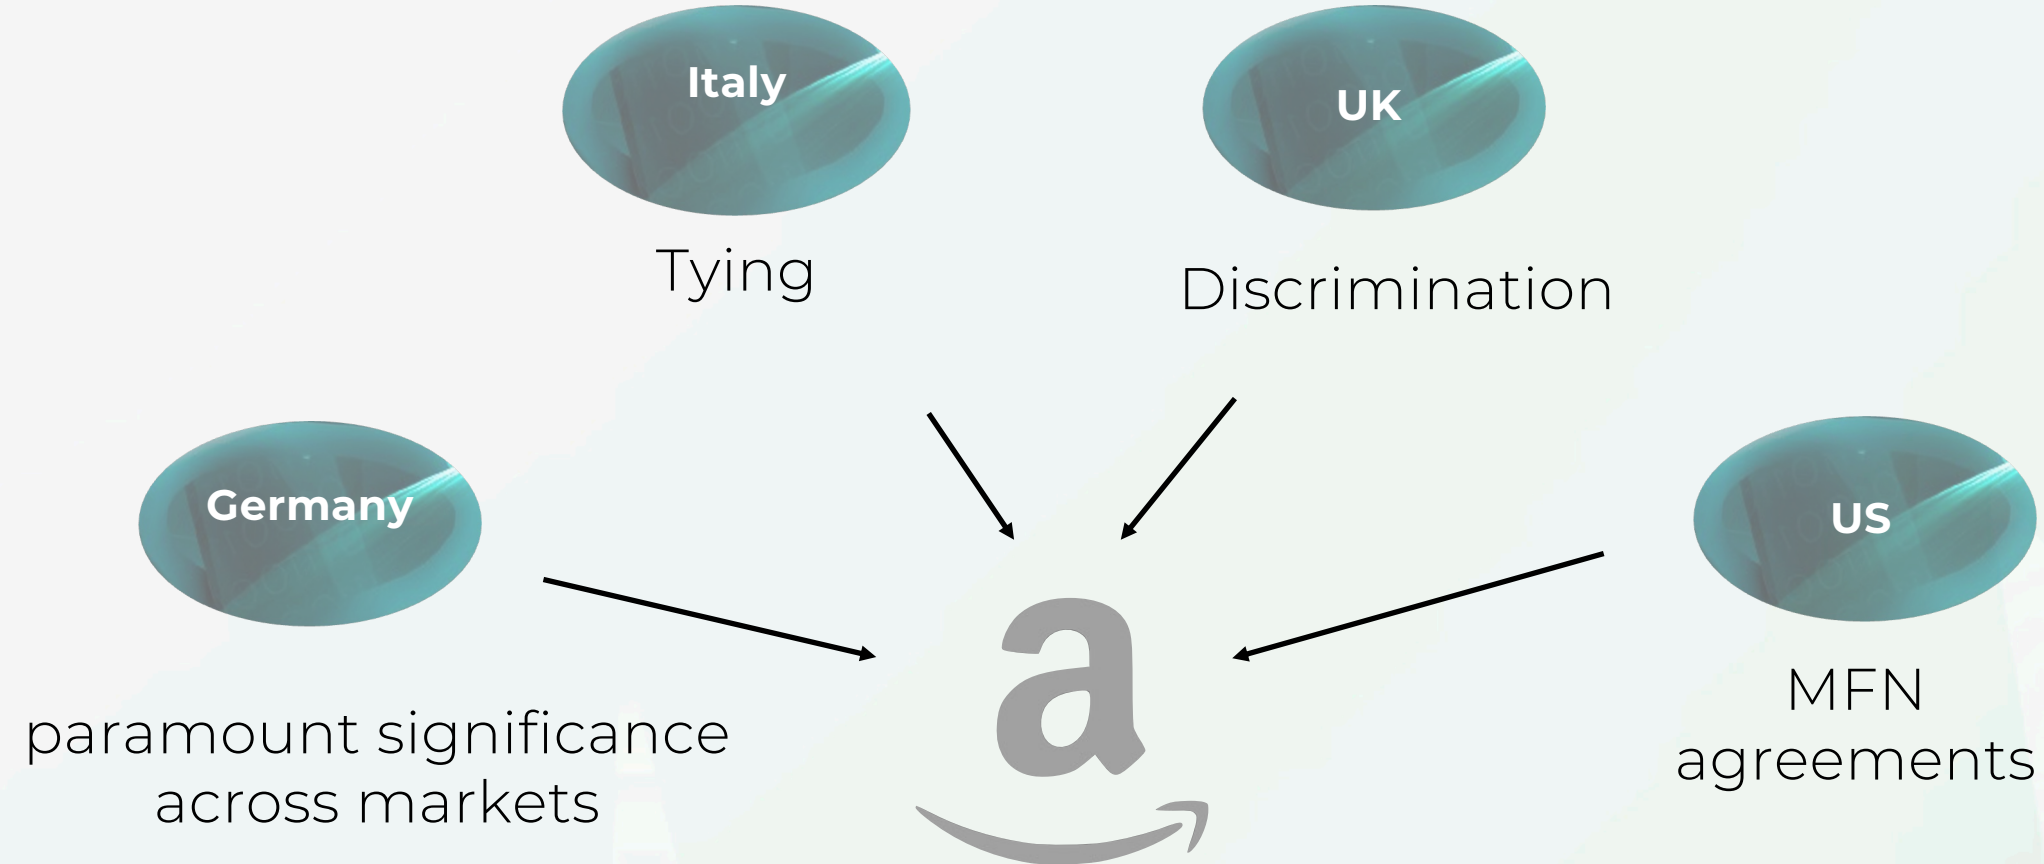 Italy
Tying
UK
Discrimination
Germany
paramount significance
across markets
US
MFN
agreements
a